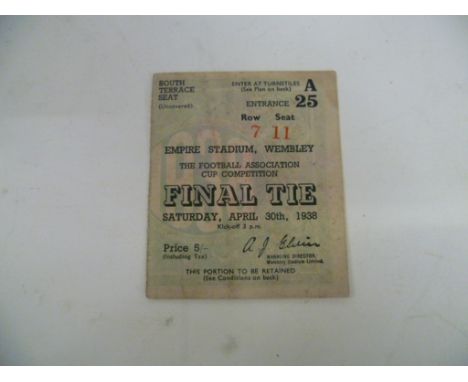 SOUTH TERRACE SEAT
(Uncovered)
ENTER AT TURNSTILES A
(See Plan on back)
ENTRANCE 25
Row Seat
7 11
EMPIRE STADIUM, WEMBLEY
THE FOOTBALL ASSOCIATION
CUP COMPETITION
FINAL TIE
SATURDAY, APRIL 30th, 1938
Kick-off 3 p.m.
Price 5/-
(Including Tax)
A J Elvin
MANAGING DIRECTOR,
Wembley Stadium Limited.
THIS PORTION TO BE RETAINED
(See Conditions on back)